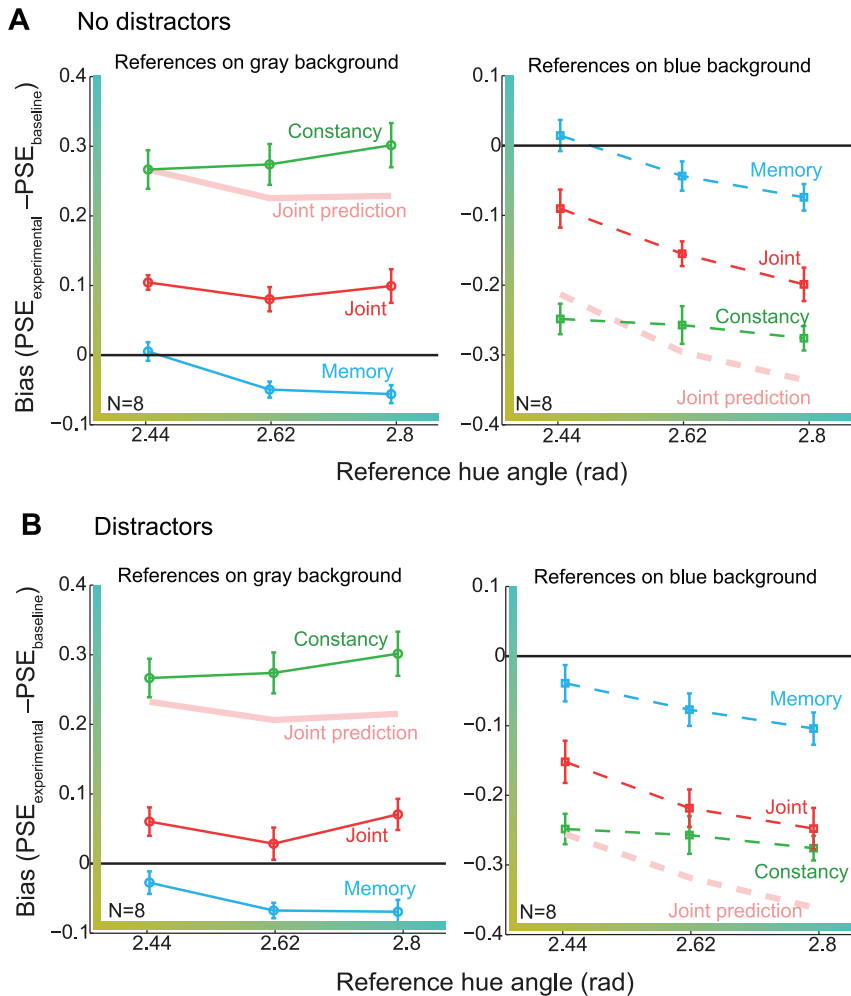 A No distractors
References on gray background
References on blue background
Bias (PSEexperimental –PSEbaseline)
0.4
0.3
0.2
0.1
0
−0.1
Constancy
Joint prediction
Joint
Memory
N=8
2.44
2.62
2.8
0.1
0
−0.1
−0.2
−0.3
−0.4
Memory
Joint
Constancy
Joint prediction
N=8
2.44
2.62
2.8
Reference hue angle (rad)
B Distractors
References on gray background
References on blue background
Bias (PSEexperimental –PSEbaseline)
0.4
0.3
0.2
0.1
0
−0.1
Constancy
Joint prediction
Joint
Memory
N=8
2.44
2.62
2.8
0.1
0
−0.1
−0.2
−0.3
−0.4
Memory
Joint
Constancy
Joint prediction
N=8
2.44
2.62
2.8
Reference hue angle (rad)